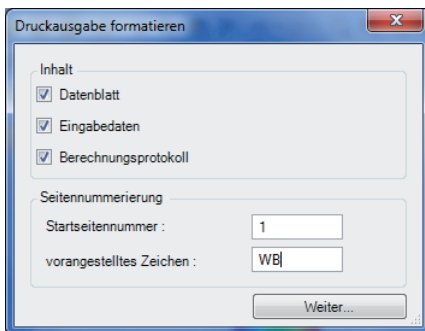 Druckausgabe formatieren
Inhalt
Datenblatt
Eingabedaten
Berechnungsprotokoll
Seitennummerierung
Startseitennummer : 1
vorangestelltes Zeichen : WB
Weiter...